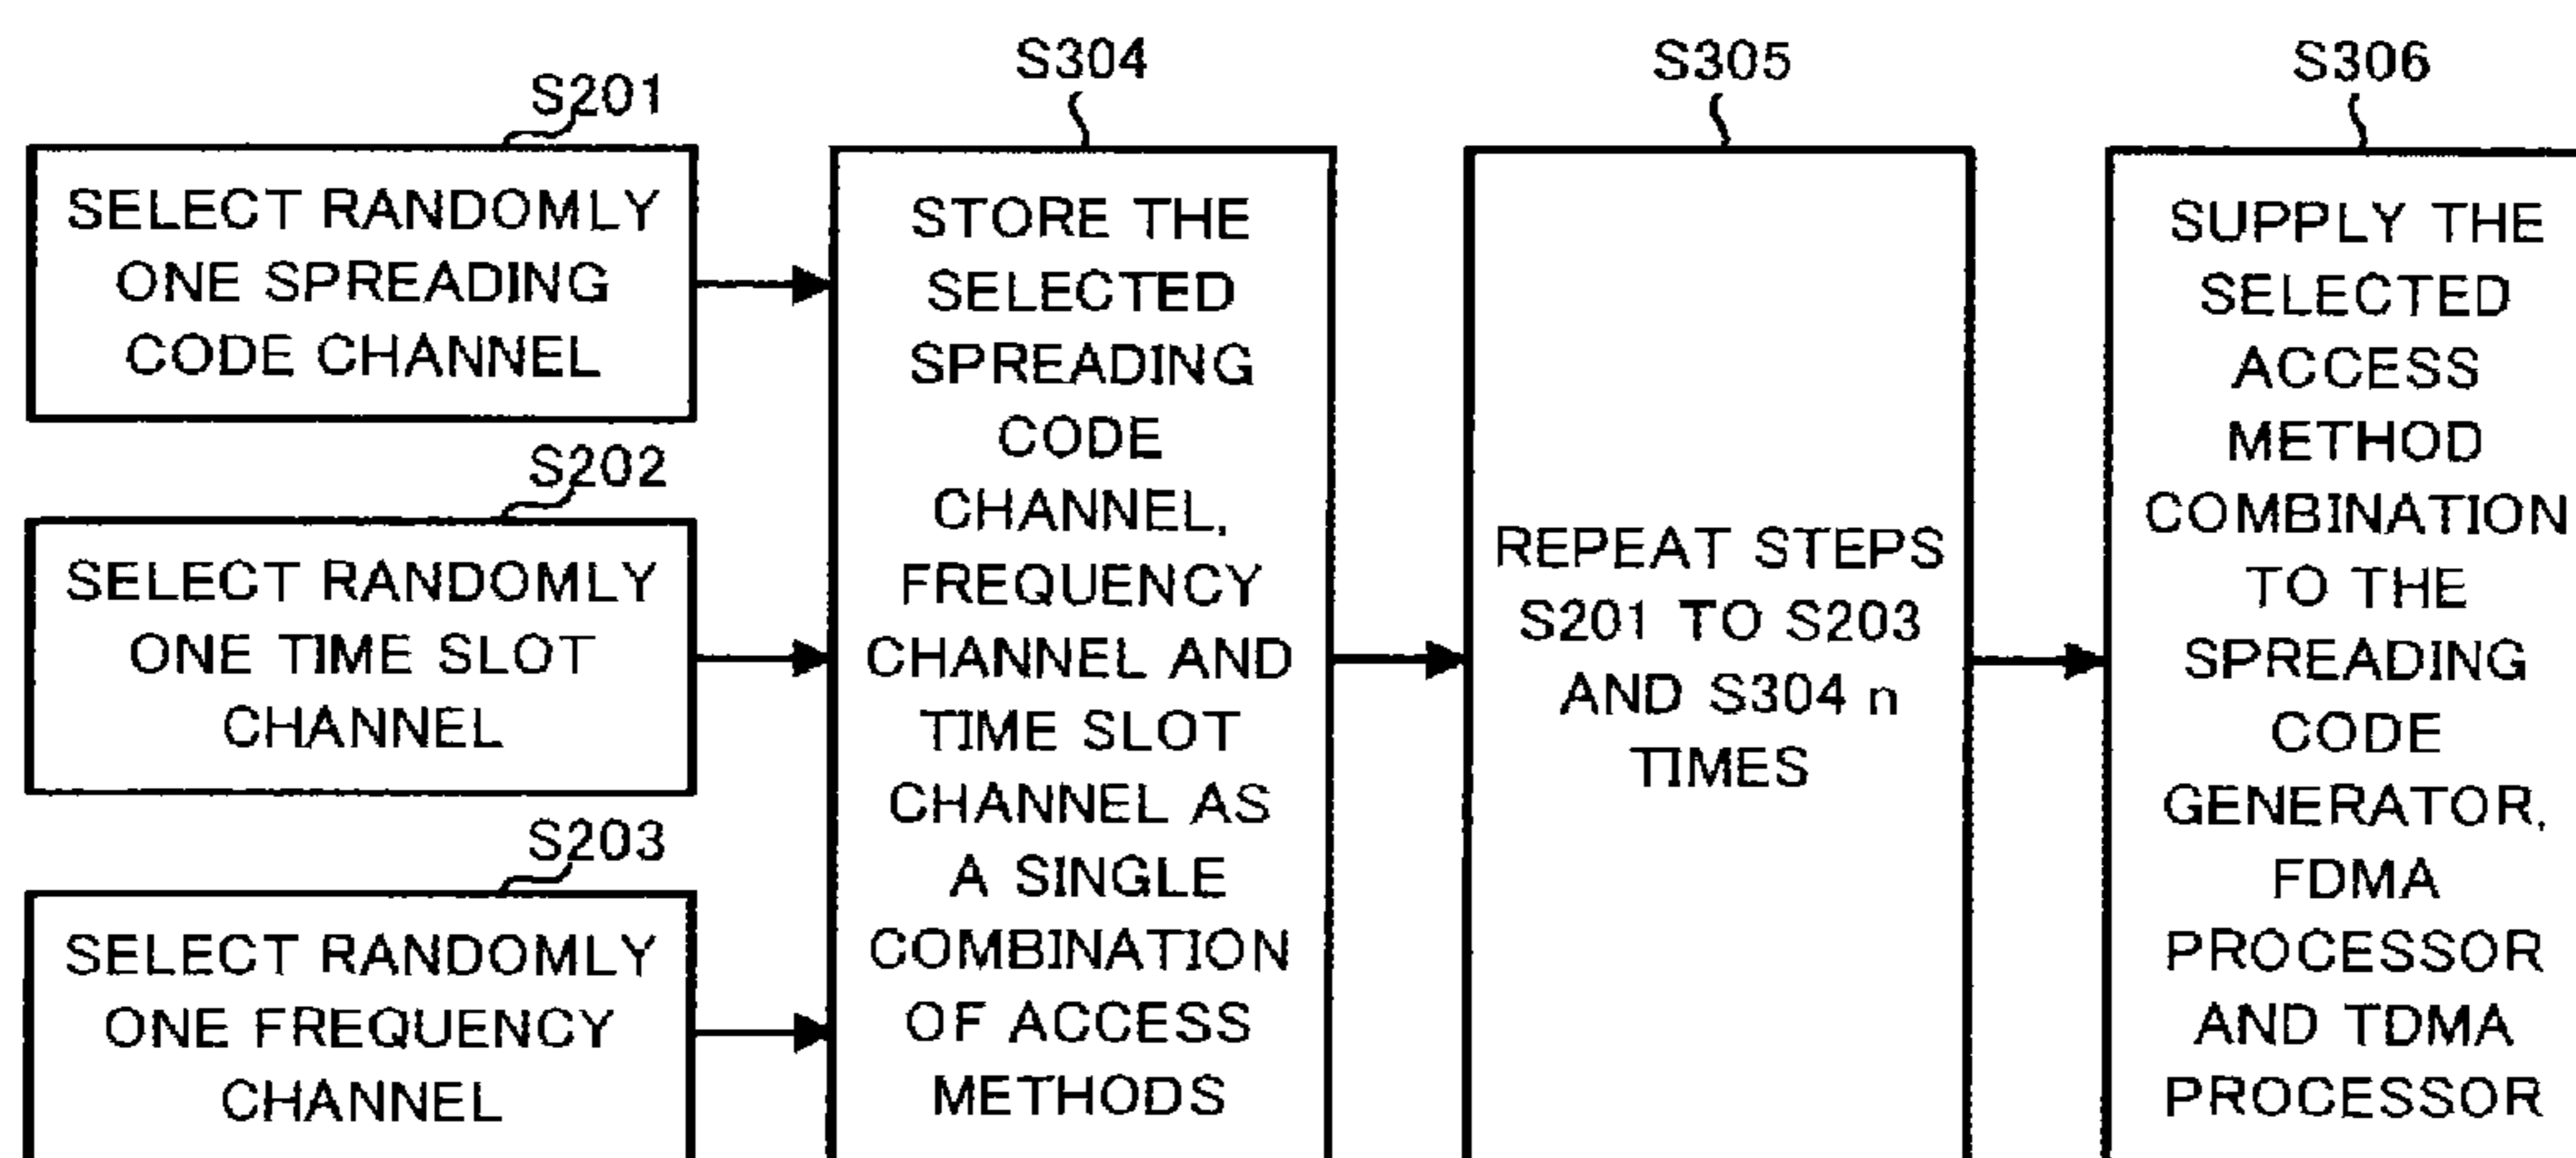 S201
SELECT RANDOMLY
ONE SPREADING
CODE CHANNEL
S202
SELECT RANDOMLY
ONE TIME SLOT
CHANNEL
S203
SELECT RANDOMLY
ONE FREQUENCY
CHANNEL
S304
STORE THE
SELECTED
SPREADING
CODE
CHANNEL,
FREQUENCY
CHANNEL AND
TIME SLOT
CHANNEL AS
A SINGLE
COMBINATION
OF ACCESS
METHODS
S305
REPEAT STEPS
S201 TO S203
AND S304 n
TIMES
S306
SUPPLY THE
SELECTED
ACCESS
METHOD
COMBINATION
TO THE
SPREADING
CODE
GENERATOR,
FDMA
PROCESSOR
AND TDMA
PROCESSOR